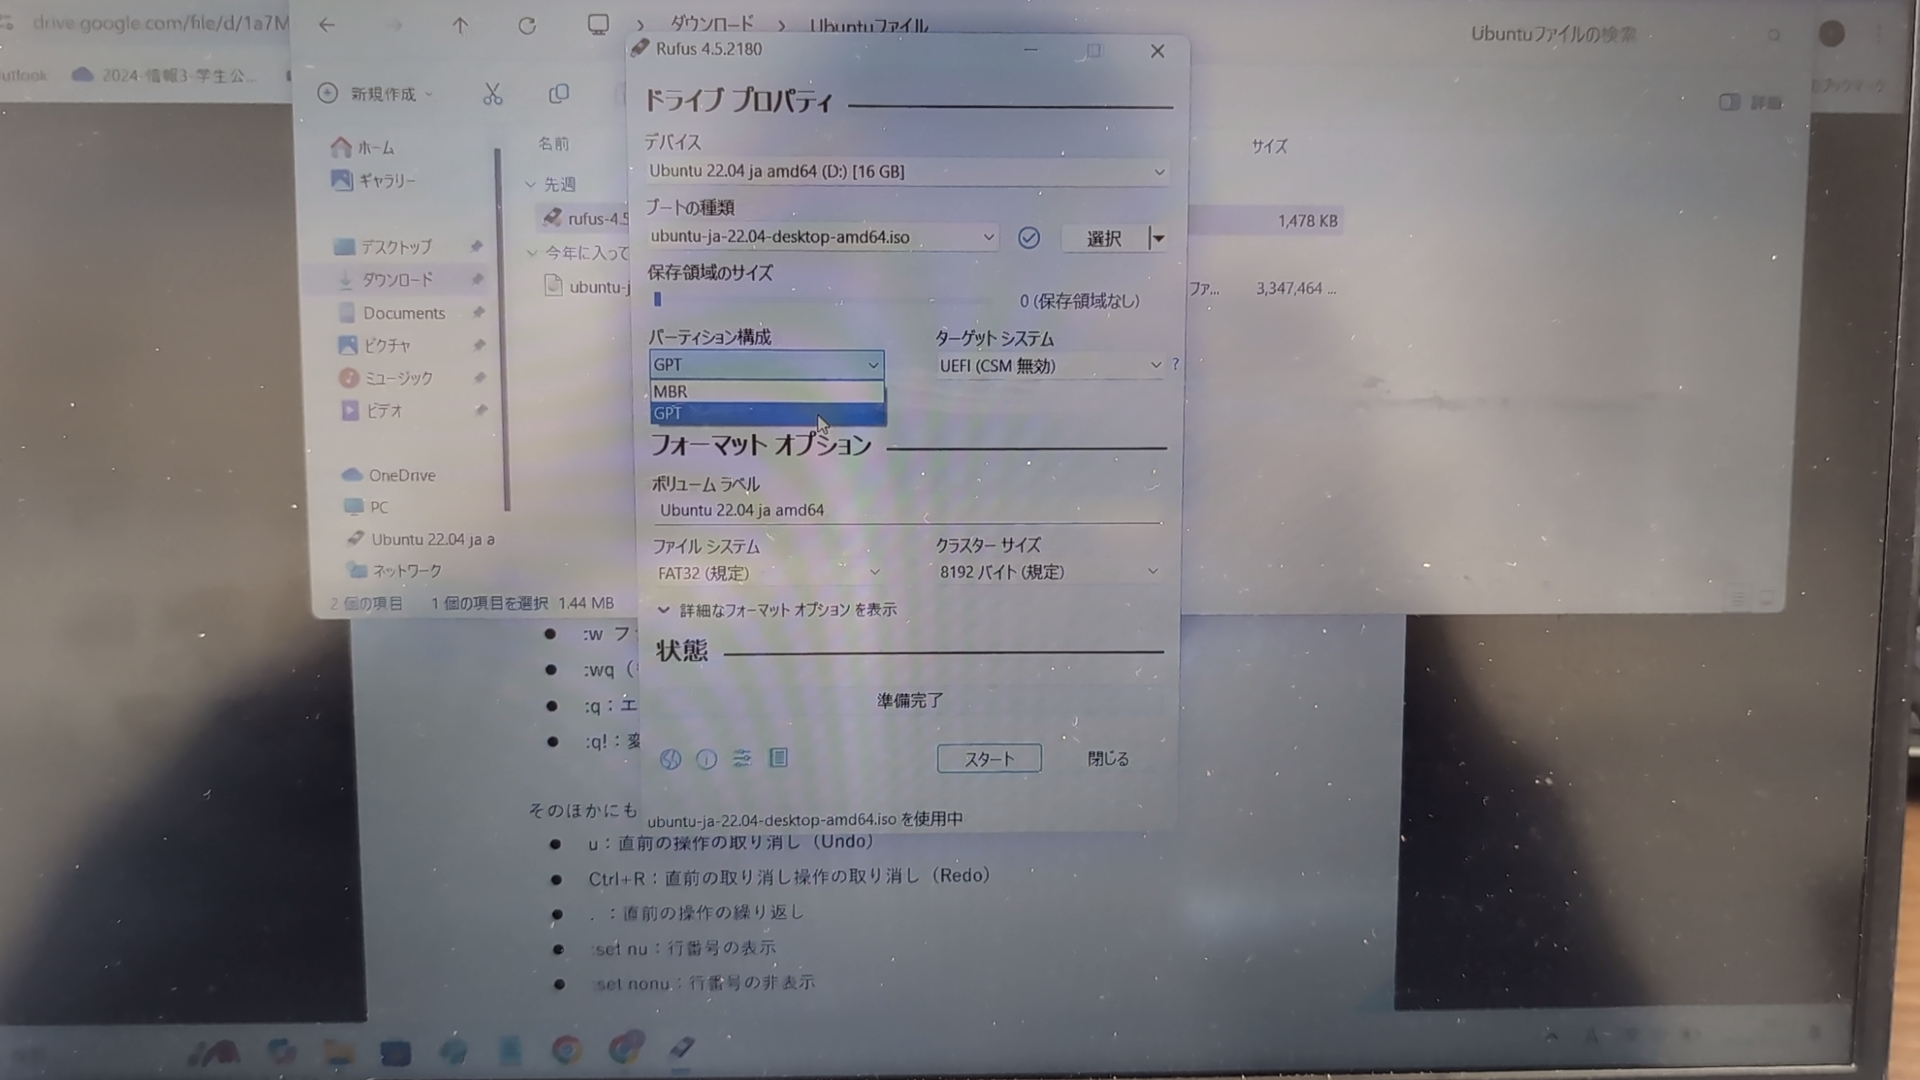 drive.google.com/file/d/1a7M
ダウンロード
Ubuntuファイル
Ubuntuファイルの検索
Rufus 4.5.2180
utlook
2024-情報3-学生公...
新規作成
詳細
ドライブ プロパティ
ホーム
名前
デバイス
サイズ
ギャラリー
先週
Ubuntu 22.04 ja amd64 (D:) [16 GB]
ブートの種類
rufus-4.5
1,478 KB
デスクトップ
今年に入って
ubuntu-ja-22.04-desktop-amd64.iso
選択
ダウンロード
保存領域のサイズ
ubuntu-j
0 (保存領域なし)
ファ...
3,347,464 ...
Documents
パーティション構成
ターゲット システム
ピクチャ
GPT
UEFI (CSM 無効)
?
ミュージック
MBR
ビデオ
GPT
フォーマット オプション
OneDrive
ボリューム ラベル
PC
Ubuntu 22.04 ja amd64
Ubuntu 22.04 ja a
ファイル システム
クラスター サイズ
ネットワーク
FAT32 (規定)
8192 バイト (規定)
2 個の項目
1 個の項目を選択 1.44 MB
詳細なフォーマット オプション を表示
● :w フ
状態
● :wq（
● :q：エ
準備完了
● :q!：変
スタート
閉じる
そのほかにも
ubuntu-ja-22.04-desktop-amd64.iso を使用中
● u：直前の操作の取り消し（Undo）
● Ctrl+R：直前の取り消し操作の取り消し（Redo）
● .：直前の操作の繰り返し
● :set nu：行番号の表示
● :set nonu：行番号の非表示